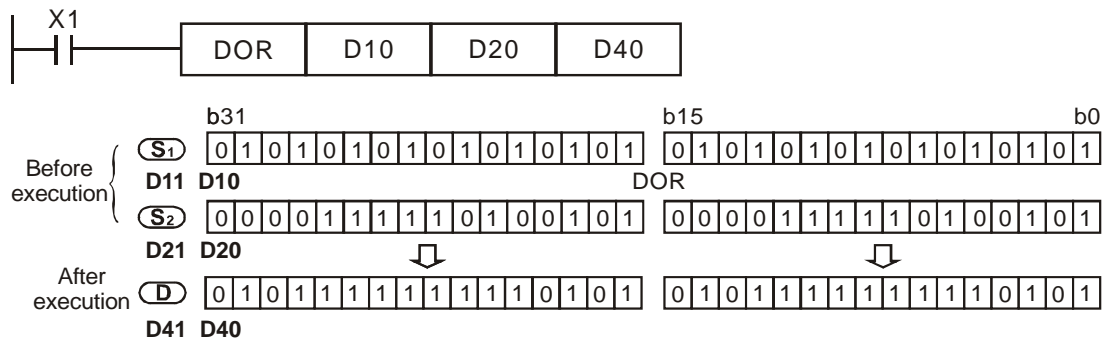 X1
DOR D10 D20 D40
b31 b15 b0
Before execution
S1 0 1 0 1 0 1 0 1 0 1 0 1 0 1 0 1 0 1 0 1 0 1 0 1 0 1 0 1 0 1 0 1
D11 D10 DOR
S2 0 0 0 0 1 1 1 1 1 0 1 0 0 1 0 1 0 0 0 0 1 1 1 1 1 0 1 0 0 1 0 1
D21 D20
After execution
D 0 1 0 1 1 1 1 1 1 1 1 1 0 1 0 1 0 1 0 1 1 1 1 1 1 1 1 1 0 1 0 1
D41 D40